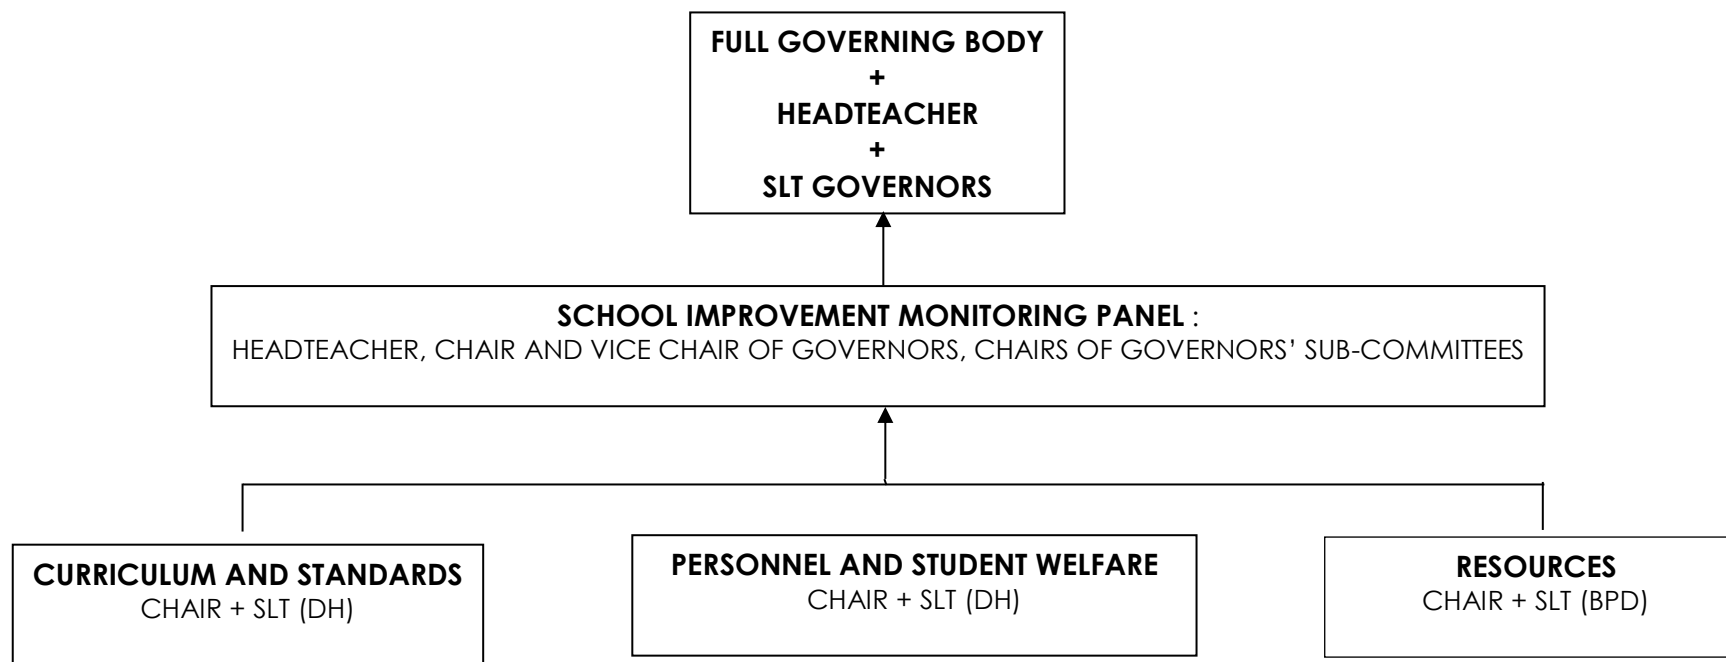 FULL GOVERNING BODY
+
HEADTEACHER
+
SLT GOVERNORS
SCHOOL IMPROVEMENT MONITORING PANEL :
HEADTEACHER, CHAIR AND VICE CHAIR OF GOVERNORS, CHAIRS OF GOVERNORS’ SUB-COMMITTEES
CURRICULUM AND STANDARDS
CHAIR + SLT (DH)
PERSONNEL AND STUDENT WELFARE
CHAIR + SLT (DH)
RESOURCES
CHAIR + SLT (BPD)